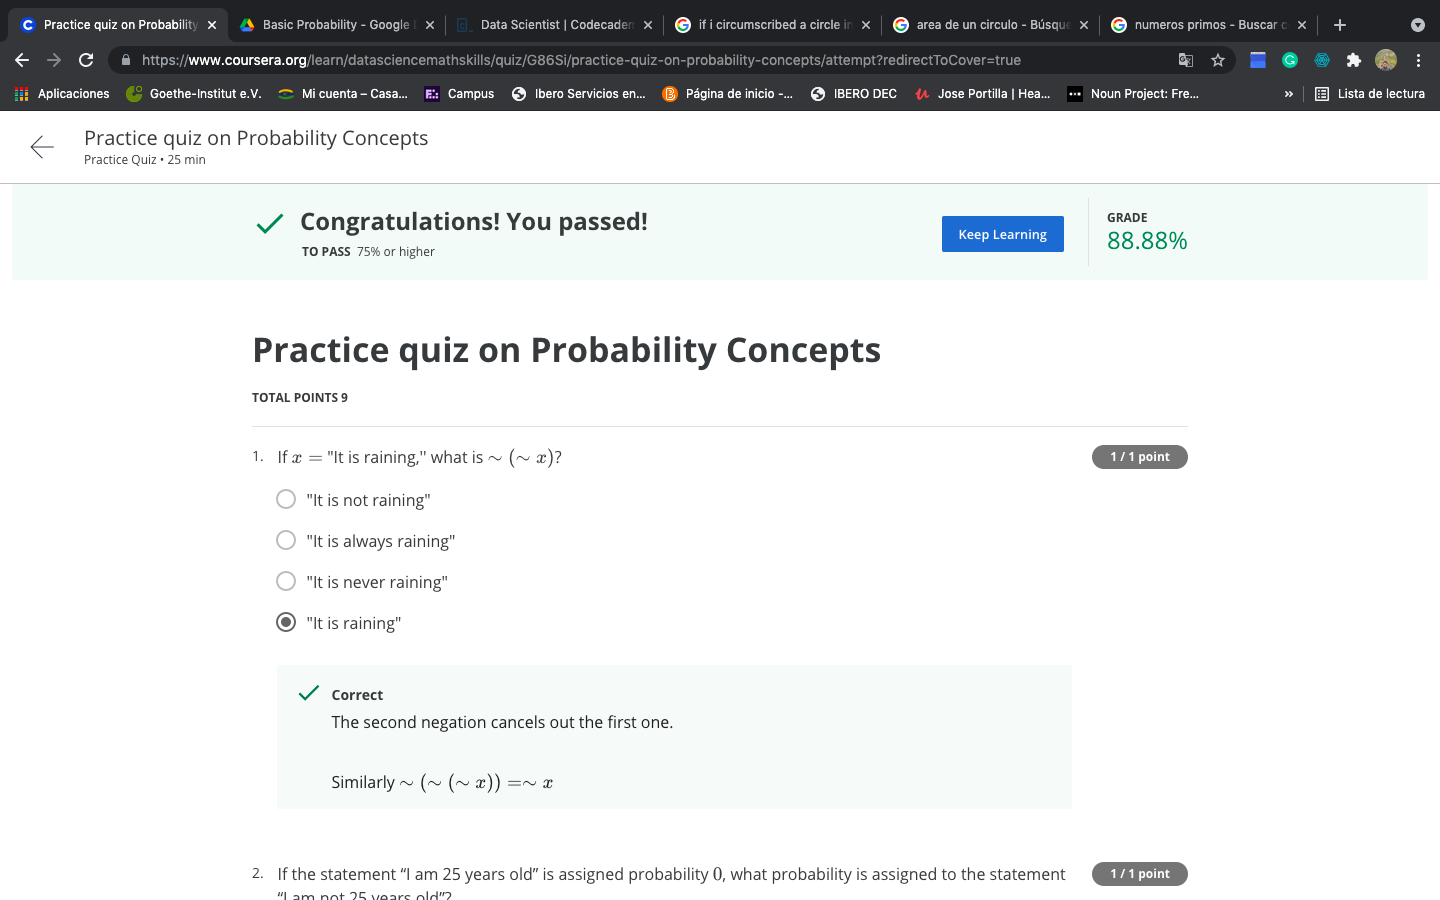 Practice quiz on Probability
Basic Probability - Google
Data Scientist | Codecadem
if i circumscribed a circle in
area de un circulo - Búsque
numeros primos - Buscar c
https://www.coursera.org/learn/datasciencemathskills/quiz/G86Si/practice-quiz-on-probability-concepts/attempt?redirectToCover=true
Aplicaciones
Goethe-Institut e.V.
Mi cuenta – Casa...
Campus
Ibero Servicios en...
Página de inicio -...
IBERO DEC
Jose Portilla | Hea...
Noun Project: Fre...
»
Lista de lectura
Practice quiz on Probability Concepts
Practice Quiz • 25 min
Congratulations! You passed!
TO PASS 75% or higher
Keep Learning
GRADE
88.88%
Practice quiz on Probability Concepts
TOTAL POINTS 9
1. If x = "It is raining," what is ∼ (∼ x)?
1 / 1 point
"It is not raining"
"It is always raining"
"It is never raining"
"It is raining"
Correct
The second negation cancels out the first one.
Similarly ∼ (∼ (∼ x)) =∼ x
2. If the statement “I am 25 years old” is assigned probability 0, what probability is assigned to the statement
1 / 1 point
“I am not 25 years old”?